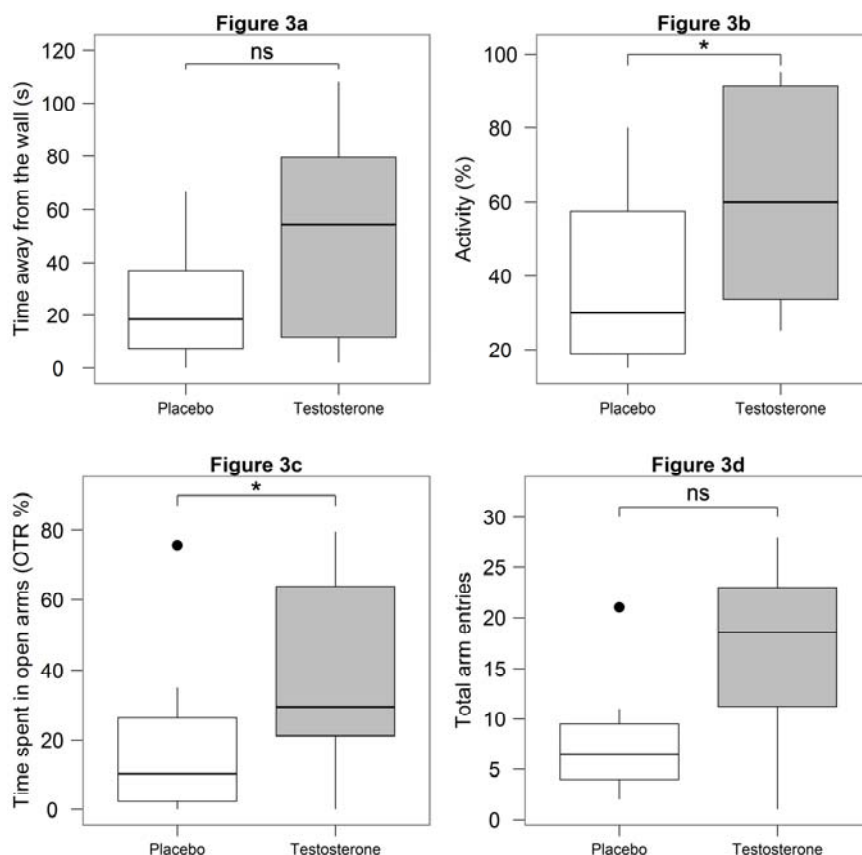 Figure 3a
ns
Time away from the wall (s)
120
100
80
60
40
20
0
Placebo Testosterone
Figure 3b
*
Activity (%)
100
80
60
40
20
Placebo Testosterone
Figure 3c
*
Time spent in open arms (OTR %)
80
60
40
20
0
Placebo Testosterone
Figure 3d
ns
Total arm entries
30
25
20
15
10
5
0
Placebo Testosterone